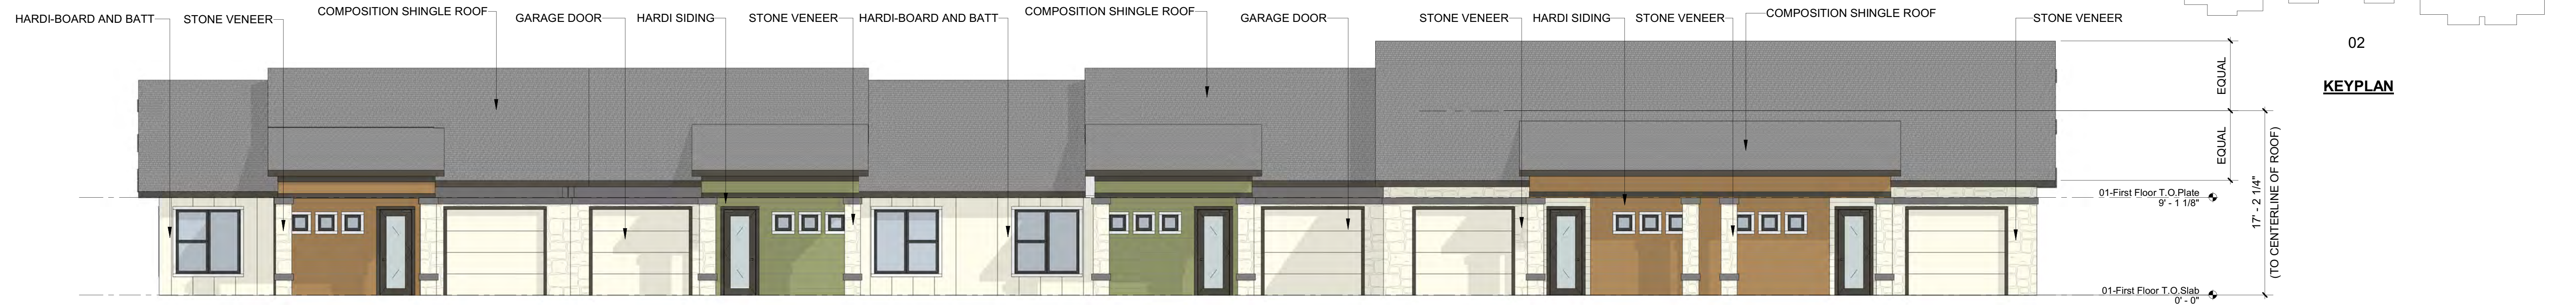 HARDI-BOARD AND BATT
STONE VENEER
COMPOSITION SHINGLE ROOF
GARAGE DOOR
HARDI SIDING
STONE VENEER
HARDI-BOARD AND BATT
COMPOSITION SHINGLE ROOF
GARAGE DOOR
STONE VENEER
HARDI SIDING
STONE VENEER
COMPOSITION SHINGLE ROOF
STONE VENEER
02
KEYPLAN
EQUAL
EQUAL
17' - 2 1/4"
(TO CENTERLINE OF ROOF)
01-First Floor T.O.Plate
9' - 1 1/8"
01-First Floor T.O.Slab
0' - 0"